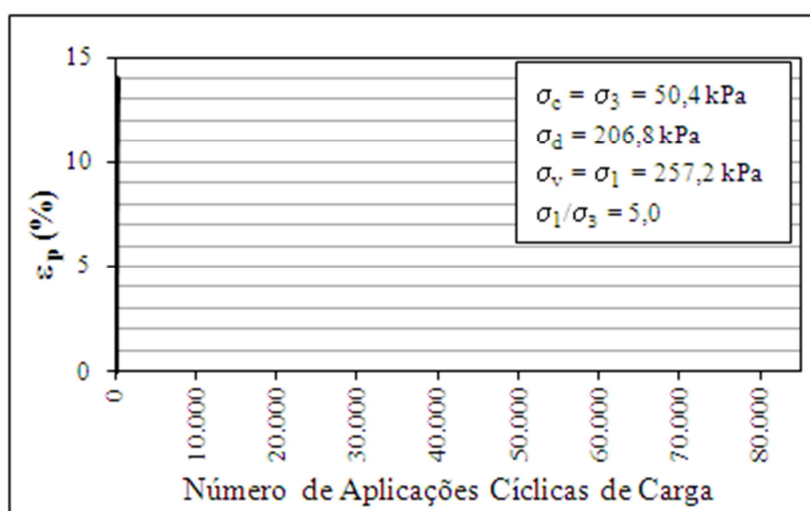 15
10
5
0
εp (%)
σc = σ3 = 50,4 kPa
σd = 206,8 kPa
σv = σ1 = 257,2 kPa
σ1/σ3 = 5,0
0
10.000
20.000
30.000
40.000
50.000
60.000
70.000
80.000
Número de Aplicações Cíclicas de Carga